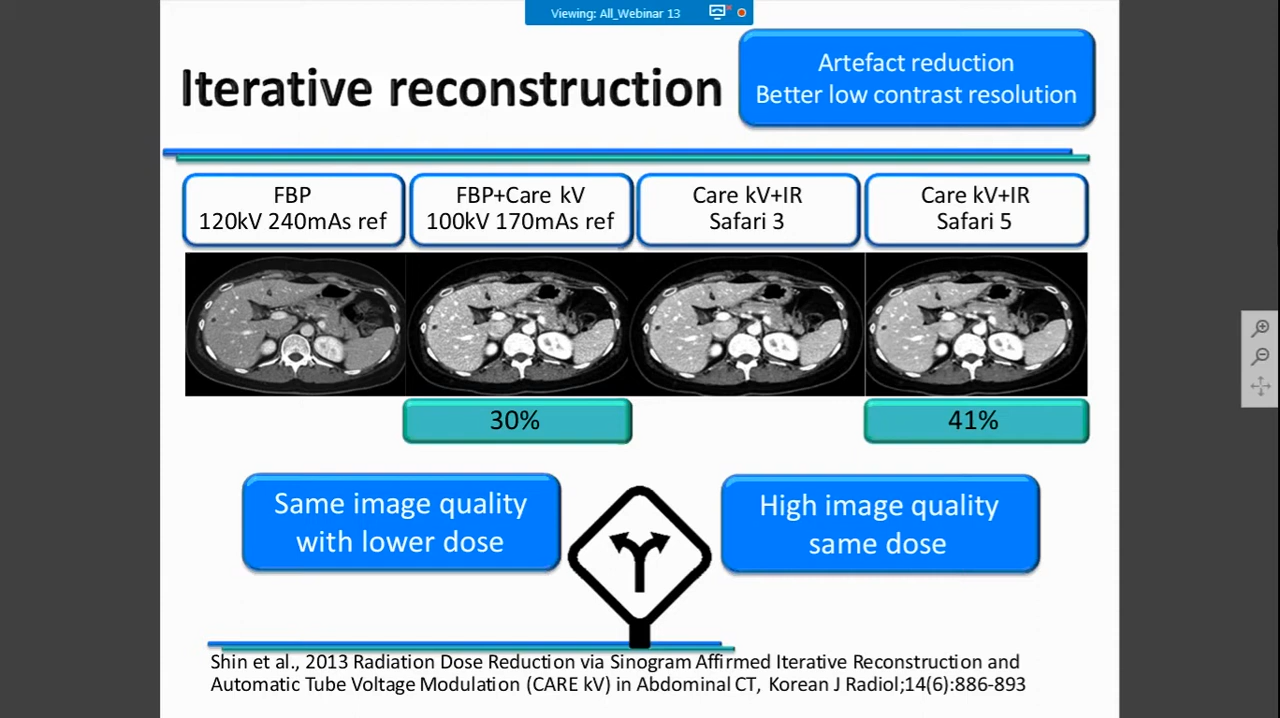 Viewing: All_Webinar 13
Iterative reconstruction
Artefact reduction
Better low contrast resolution
FBP
120kV 240mAs ref
FBP+Care kV
100kV 170mAs ref
Care kV+IR
Safari 3
Care kV+IR
Safari 5
30%
41%
Same image quality
with lower dose
High image quality
same dose
Shin et al., 2013 Radiation Dose Reduction via Sinogram Affirmed Iterative Reconstruction and
Automatic Tube Voltage Modulation (CARE kV) in Abdominal CT, Korean J Radiol;14(6):886-893